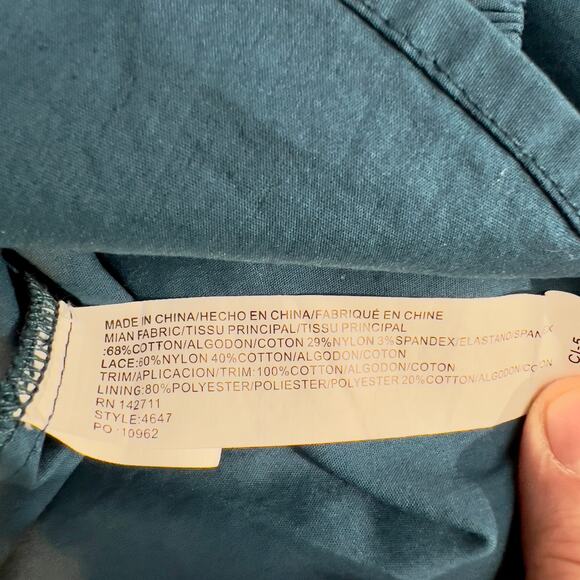 MADE IN CHINA/HECHO EN CHINA/FABRIQUÉ EN CHINE
MIAN FABRIC/TISSU PRINCIPAL/TISSU PRINCIPAL
:68%COTTON/ALGODON/COTON 29%NYLON 3%SPANDEX/ELASTANO/SPANEX
LACE:60%NYLON 40%COTTON/ALGODON/COTON
TRIM/APLICACION/TRIM:100%COTTON/ALGODON/COTON
LINING:80%POLYESTER/POLIESTER/POLYESTER 20%COTTON/ALGODON/COTON
RN 142711
STYLE:4647
PO :10962